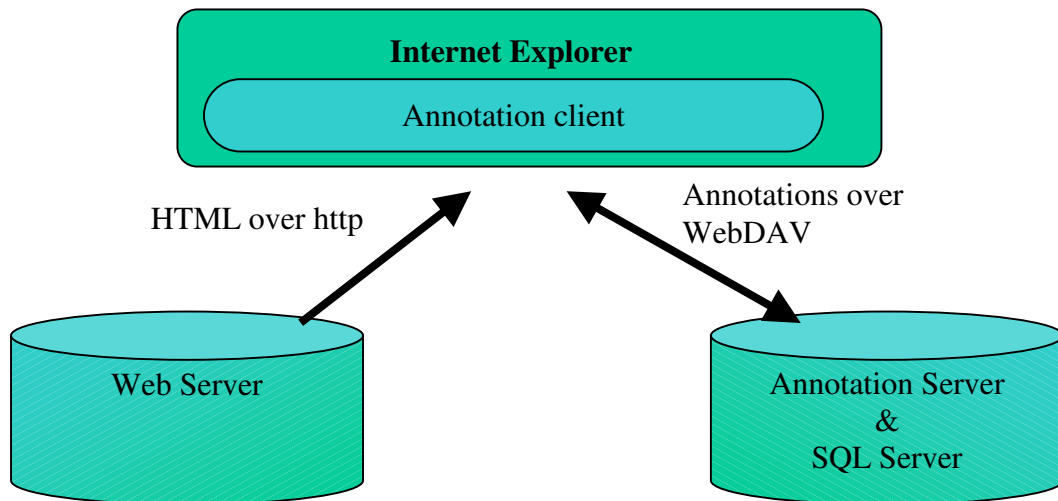 Internet Explorer
Annotation client
HTML over http
Annotations over
WebDAV
Web Server
Annotation Server
&
SQL Server